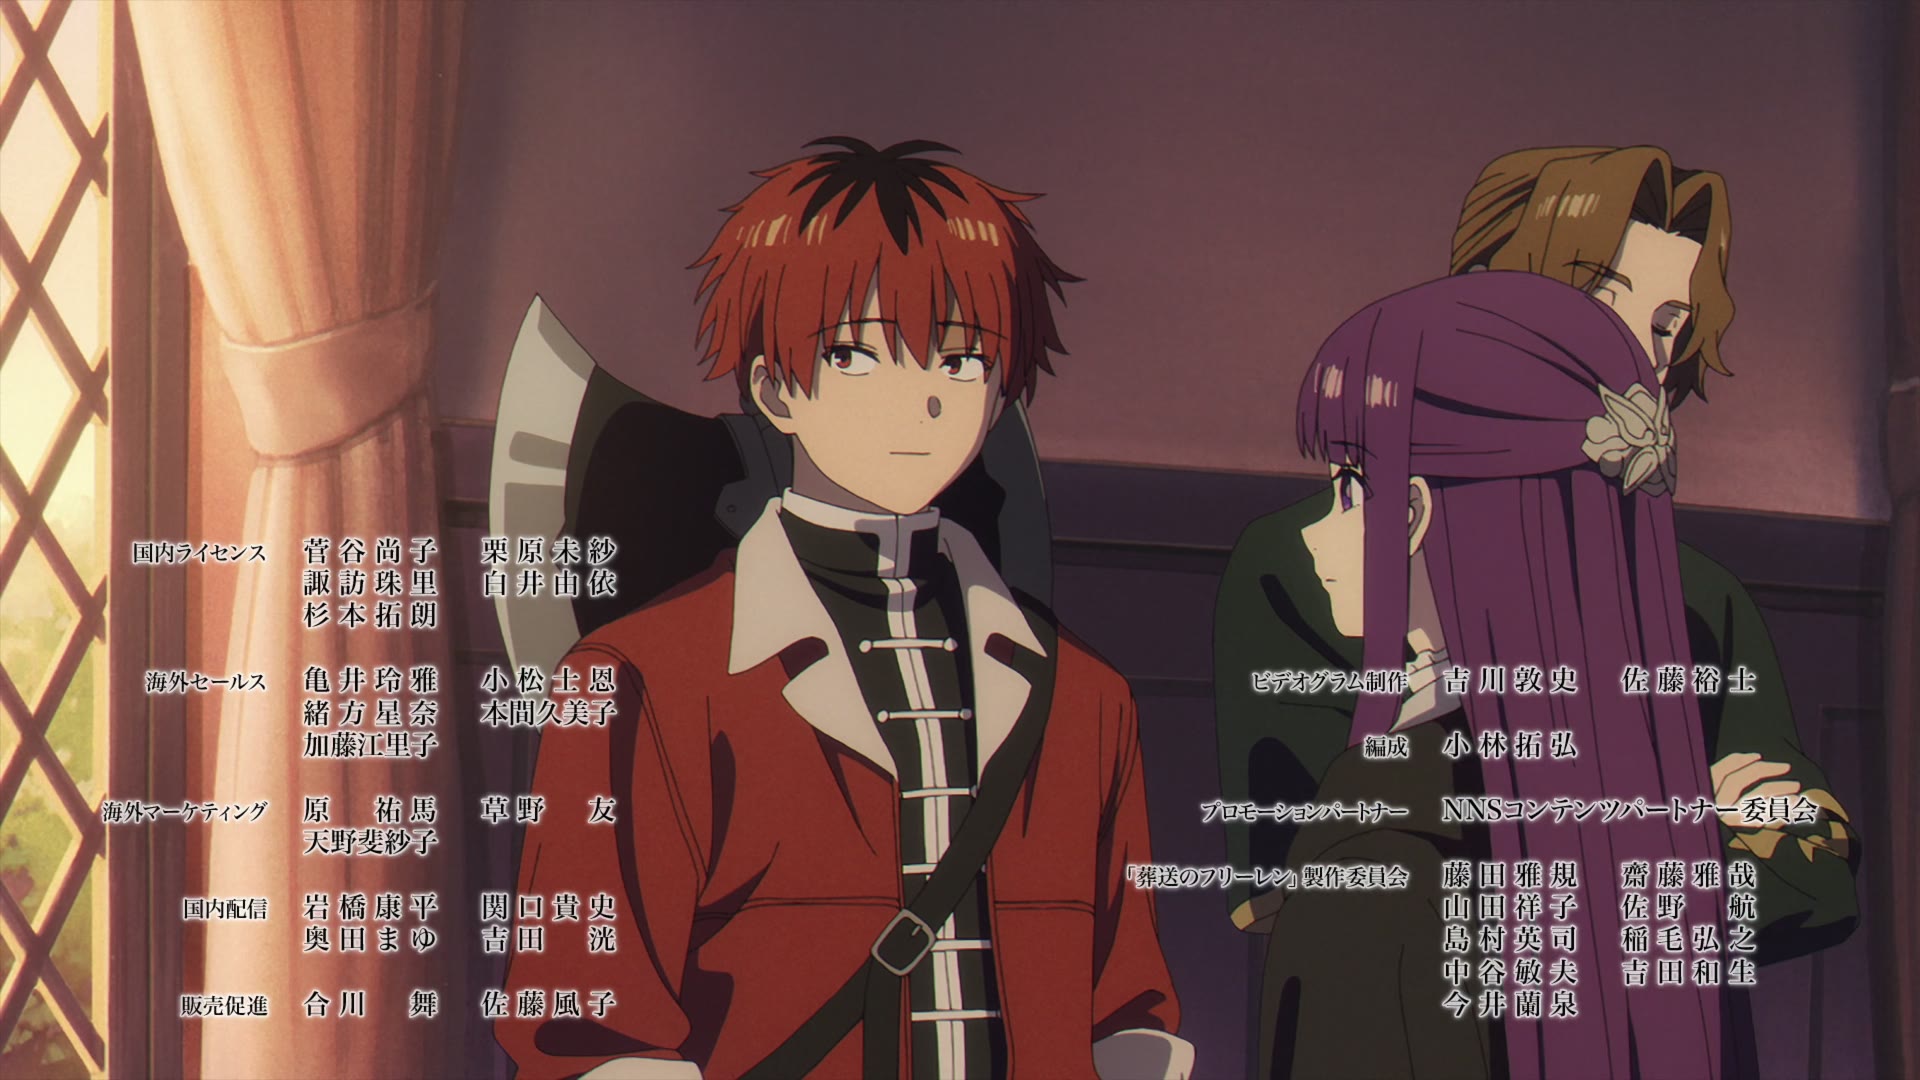 国内ライセンス 菅谷尚子 栗原未紗
諏訪珠里 白井由依
杉本拓朗
海外セールス 亀井玲雅 小松士恩
緒方星奈 本間久美子
加藤江里子
海外マーケティング 原祐馬 草野友
天野斐紗子
国内配信 岩橋康平 関口貴史
奥田まゆ 吉田洸
販売促進 合川舞 佐藤風子
ビデオグラム制作 吉川敦史 佐藤裕士
編成 小林拓弘
プロモーションパートナー NNSコンテンツパートナー委員会
「葬送のフリーレン」製作委員会 藤田雅規 齋藤雅哉
山田祥子 佐野航
島村英司 稲毛弘之
中谷敏夫 吉田和生
今井蘭泉